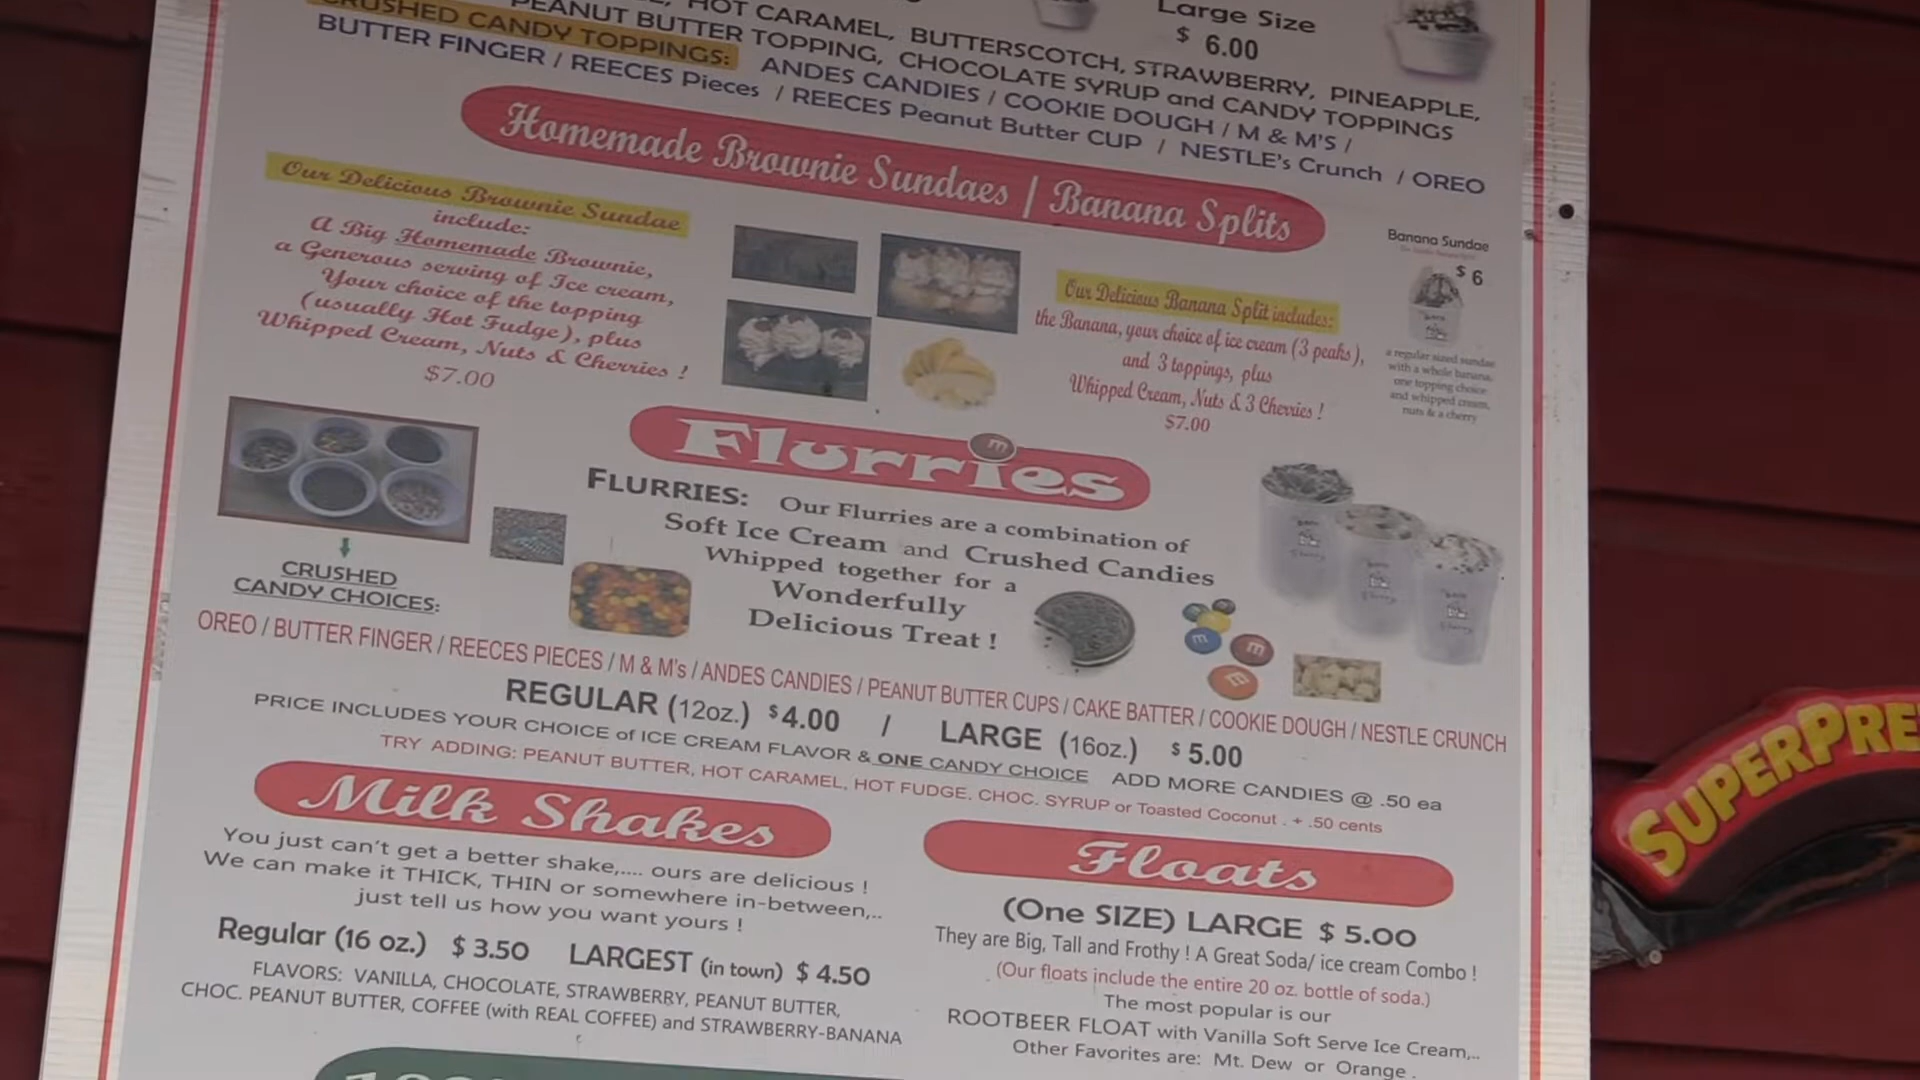 HOT CARAMEL, BUTTERSCOTCH, STRAWBERRY, PINEAPPLE,
PEANUT BUTTER TOPPING, CHOCOLATE SYRUP and CANDY TOPPINGS
Large Size
$ 6.00
CRUSHED CANDY TOPPINGS: ANDES CANDIES / COOKIE DOUGH / M & M'S /
BUTTER FINGER / REECES Pieces / REECES Peanut Butter CUP / NESTLE's Crunch / OREO
Homemade Brownie Sundaes | Banana Splits
Our Delicious Brownie Sundae
include:
A Big Homemade Brownie,
a Generous serving of Ice cream,
Your choice of the topping
(usually Hot Fudge), plus
Whipped Cream, Nuts & Cherries !
$7.00
Our Delicious Banana Split includes:
the Banana, your choice of ice cream (3 peaks),
and 3 toppings, plus
Whipped Cream, Nuts & 3 Cherries !
$7.00
Banana Sundae
$ 6
a regular sized sundae
with a whole banana,
one topping choice
and whipped cream,
nuts & a cherry
Flurries
m
FLURRIES: Our Flurries are a combination of
Soft Ice Cream and Crushed Candies
Whipped together for a
Wonderfully
Delicious Treat !
CRUSHED
CANDY CHOICES:
m
m
m
OREO / BUTTER FINGER / REECES PIECES / M & M's / ANDES CANDIES / PEANUT BUTTER CUPS / CAKE BATTER / COOKIE DOUGH / NESTLE CRUNCH
REGULAR (12oz.) $4.00 / LARGE (16oz.) $5.00
PRICE INCLUDES YOUR CHOICE of ICE CREAM FLAVOR & ONE CANDY CHOICE ADD MORE CANDIES @ .50 ea
TRY ADDING: PEANUT BUTTER, HOT CARAMEL, HOT FUDGE. CHOC. SYRUP or Toasted Coconut . + .50 cents
Milk Shakes
You just can't get a better shake,.... ours are delicious !
We can make it THICK, THIN or somewhere in-between,..
just tell us how you want yours !
Regular (16 oz.) $ 3.50 LARGEST (in town) $ 4.50
FLAVORS: VANILLA, CHOCOLATE, STRAWBERRY, PEANUT BUTTER,
CHOC. PEANUT BUTTER, COFFEE (with REAL COFFEE) and STRAWBERRY-BANANA
Floats
(One SIZE) LARGE $ 5.00
They are Big, Tall and Frothy ! A Great Soda/ ice cream Combo !
(Our floats include the entire 20 oz. bottle of soda.)
The most popular is our
ROOTBEER FLOAT with Vanilla Soft Serve Ice Cream,..
Other Favorites are: Mt. Dew or Orange .
SUPERPRE